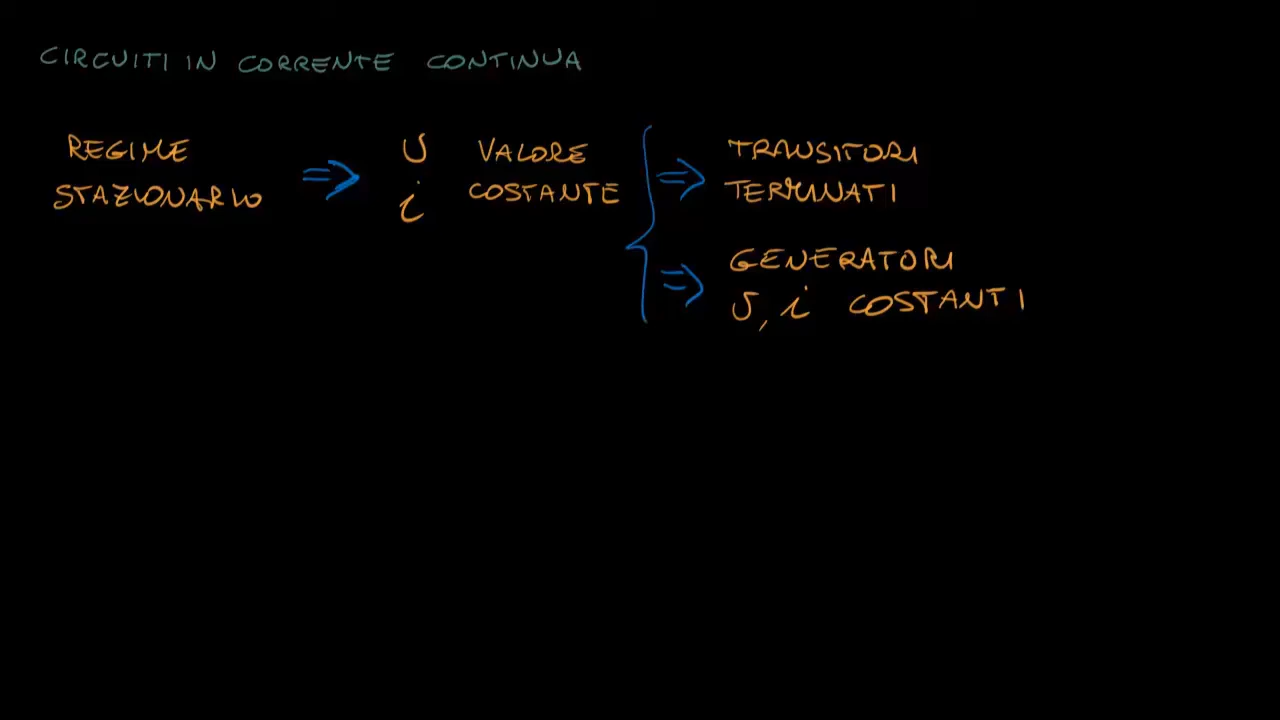 CIRCUITI IN CORRENTE CONTINUA
REGIME
STAZIONARIO
⇒
v
i
VALORE
COSTANTE
⇒
TRANSITORI
TERMINATI
⇒
GENERATORI
v, i COSTANTI